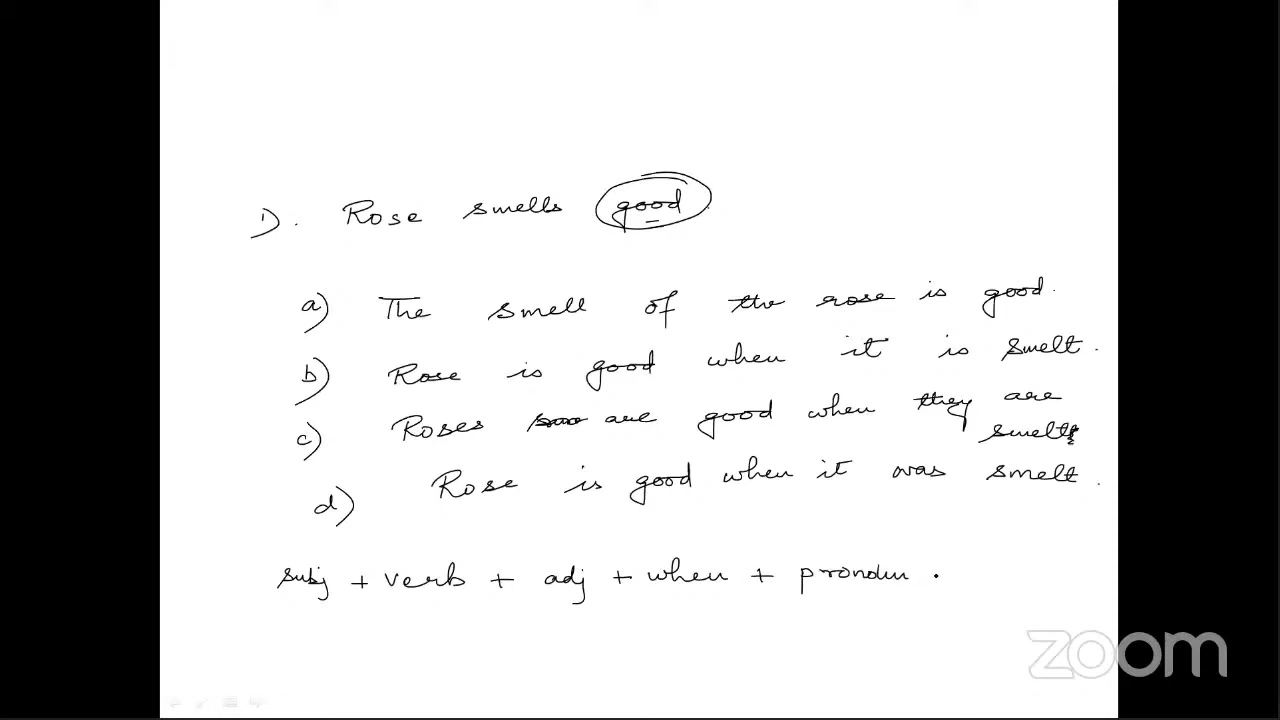 1). Rose smells good
a) The smell of the rose is good.
b) Rose is good when it is smelt.
c) Roses are good when they are
smelt
d) Rose is good when it was smelt.
subj + verb + adj + when + pronoun.
zoom